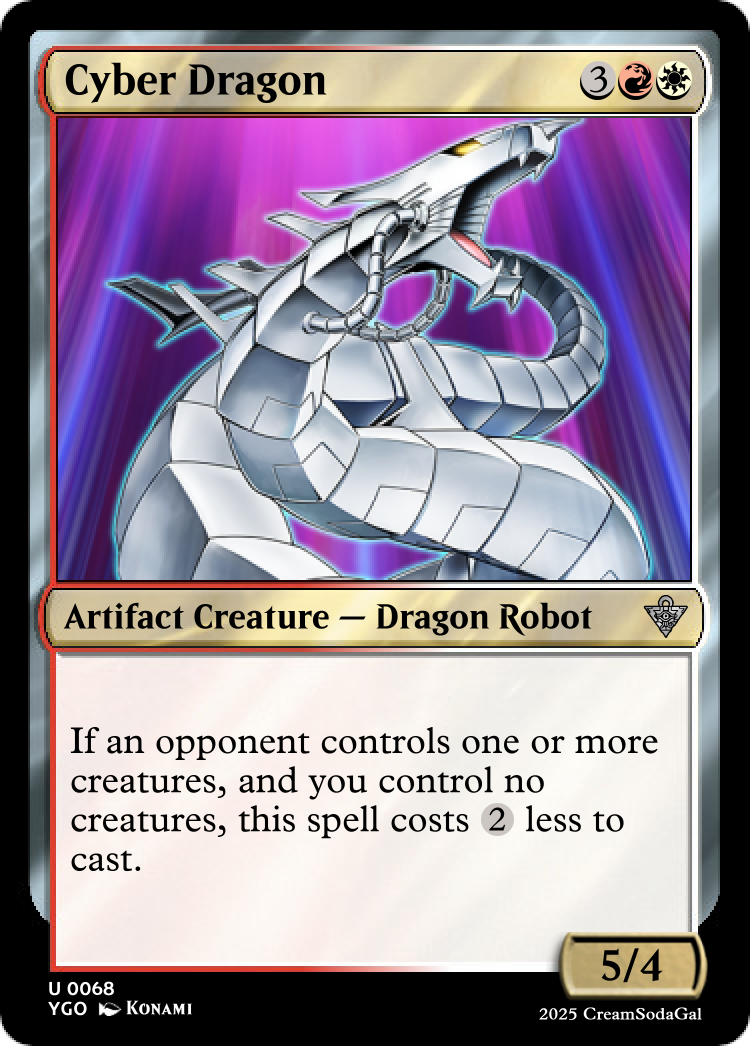 Cyber Dragon 3
Artifact Creature — Dragon Robot
If an opponent controls one or more
creatures, and you control no
creatures, this spell costs 2 less to
cast.
5/4
U 0068
YGO KONAMI
2025 CreamSodaGal